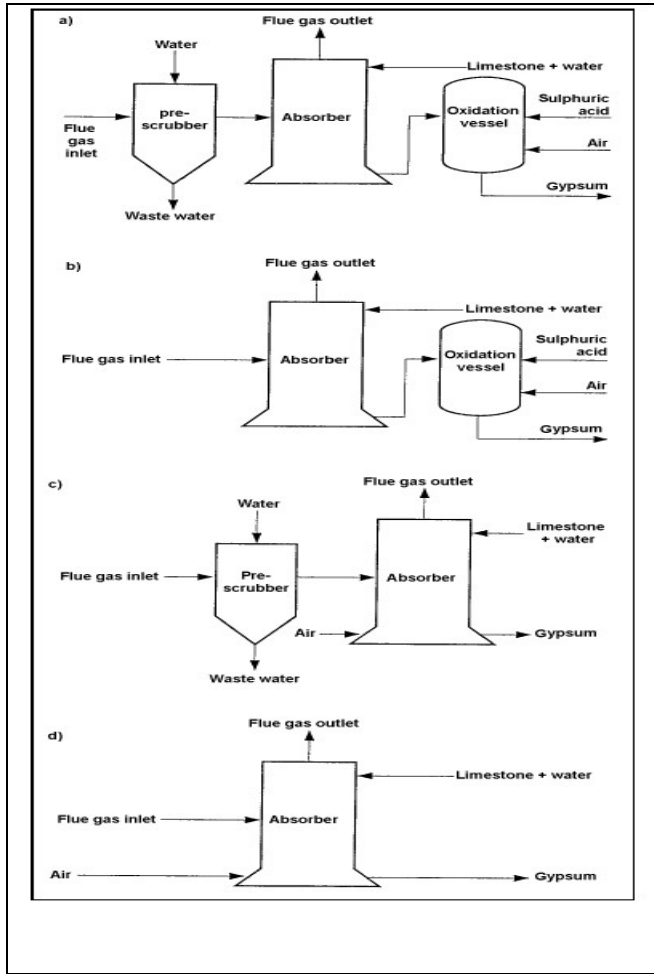 a)
Flue gas outlet
Water
Limestone + water
pre-
scrubber
Absorber
Oxidation
vessel
Sulphuric
acid
Flue
gas
inlet
Air
Gypsum
Waste water
b)
Flue gas outlet
Limestone + water
Sulphuric
acid
Flue gas inlet
Absorber
Oxidation
vessel
Air
Gypsum
c)
Flue gas outlet
Water
Limestone
+ water
Flue gas inlet
Pre-
scrubber
Absorber
Air
Gypsum
Waste water
d)
Flue gas outlet
Limestone + water
Flue gas inlet
Absorber
Air
Gypsum